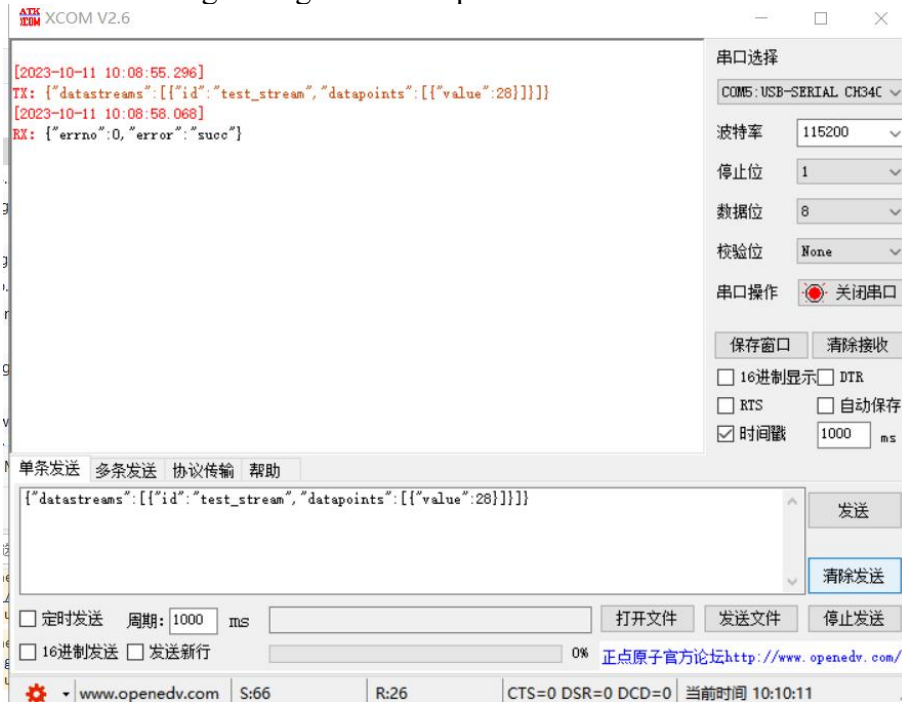 XCOM V2.6
[2023-10-11 10:08:55.296]
TX: {"datastreams":[{"id":"test_stream","datapoints":[{"value":28}]}]}
[2023-10-11 10:08:58.068]
RX: {"errno":0,"error":"succ"}
串口选择
COM5:USB-SERIAL CH34C
波特率 115200
停止位 1
数据位 8
校验位 None
串口操作 关闭串口
保存窗口 清除接收
16进制显示 DTR
RTS 自动保存
时间戳 1000 ms
单条发送 多条发送 协议传输 帮助
{"datastreams":[{"id":"test_stream","datapoints":[{"value":28}]}]}
发送
清除发送
定时发送 周期: 1000 ms 打开文件 发送文件 停止发送
16进制发送 发送新行 0% 正点原子官方论坛http://www.openedv.com/
www.openedv.com S:66 R:26 CTS=0 DSR=0 DCD=0 当前时间 10:10:11